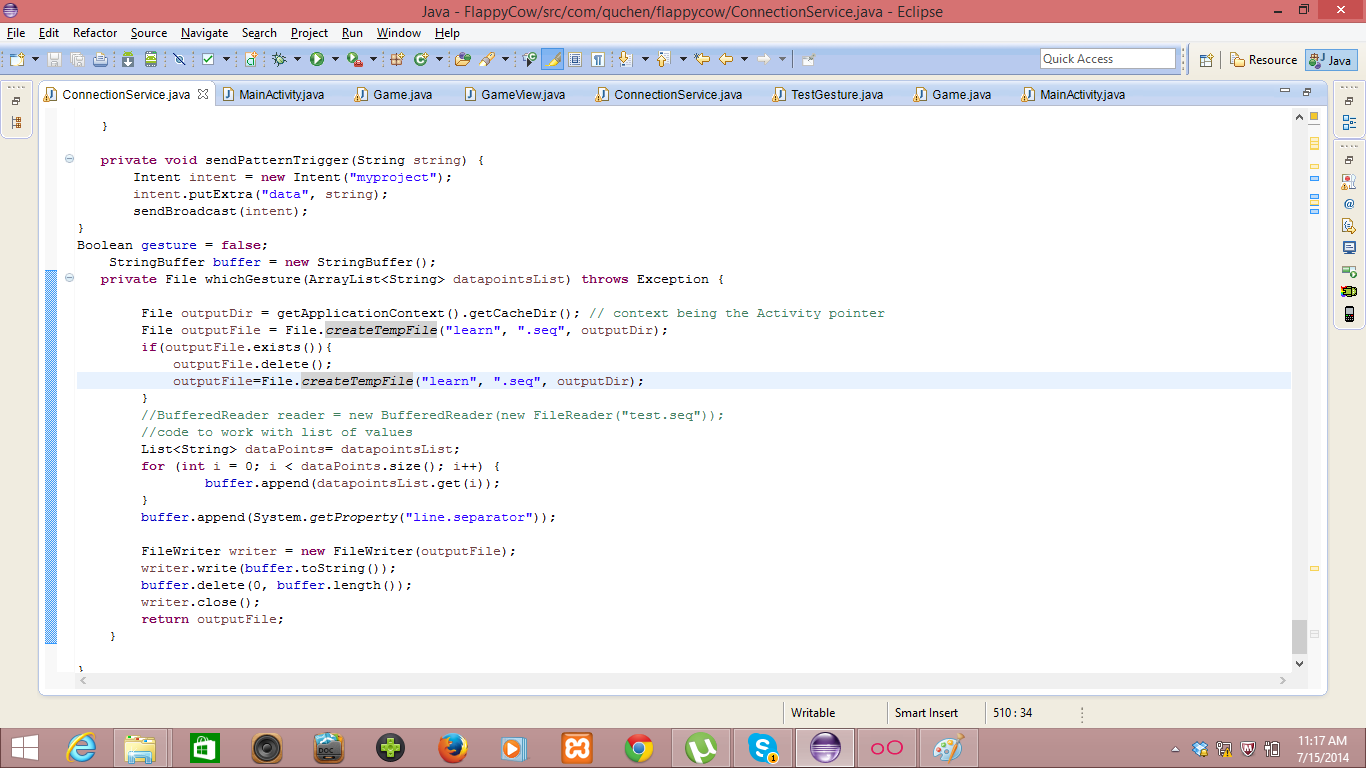 Java - FlappyCow/src/com/quchen/flappycow/ConnectionService.java - Eclipse
File Edit Refactor Source Navigate Search Project Run Window Help
Quick Access
Resource
Java
ConnectionService.java MainActivity.java Game.java GameView.java ConnectionService.java TestGesture.java Game.java MainActivity.java
}
private void sendPatternTrigger(String string) {
Intent intent = new Intent("myproject");
intent.putExtra("data", string);
sendBroadcast(intent);
}
Boolean gesture = false;
StringBuffer buffer = new StringBuffer();
private File whichGesture(ArrayList<String> datapointsList) throws Exception {
File outputDir = getApplicationContext().getCacheDir(); // context being the Activity pointer
File outputFile = File.createTempFile("learn", ".seq", outputDir);
if(outputFile.exists()){
outputFile.delete();
outputFile=File.createTempFile("learn", ".seq", outputDir);
}
//BufferedReader reader = new BufferedReader(new FileReader("test.seq"));
//code to work with list of values
List<String> dataPoints= datapointsList;
for (int i = 0; i < dataPoints.size(); i++) {
buffer.append(datapointsList.get(i));
}
buffer.append(System.getProperty("line.separator"));
FileWriter writer = new FileWriter(outputFile);
writer.write(buffer.toString());
buffer.delete(0, buffer.length());
writer.close();
return outputFile;
}
}
Writable Smart Insert 510 : 34
DOC
1
11:17 AM
7/15/2014